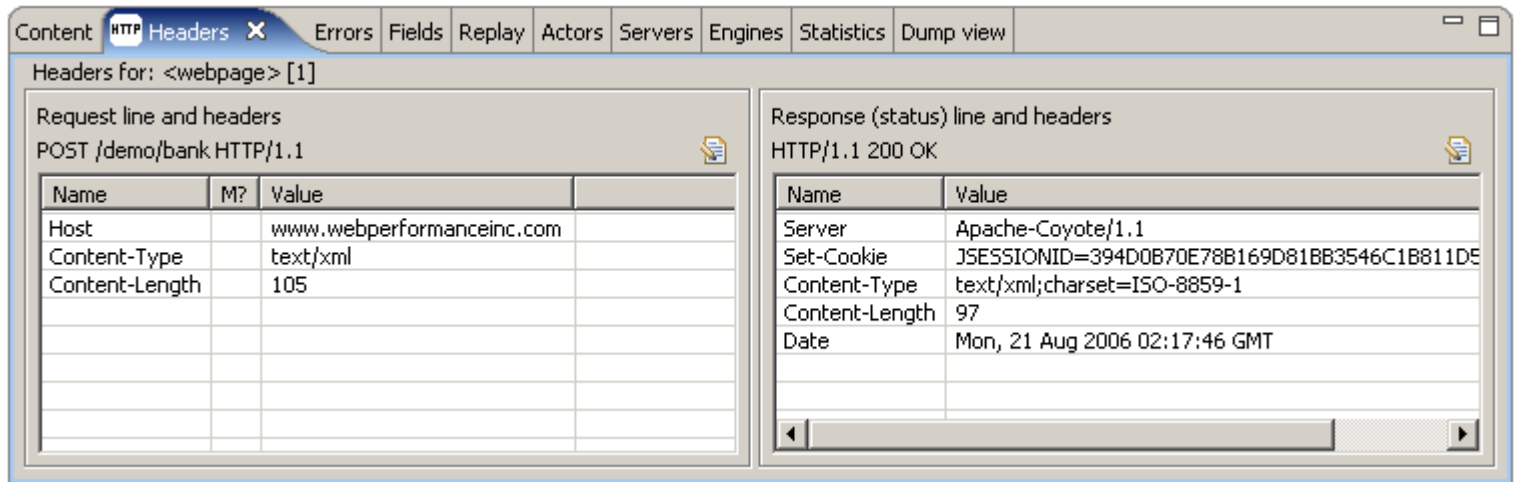 Content HTTP Headers Errors Fields Replay Actors Servers Engines Statistics Dump view
Headers for: <webpage> [1]
Request line and headers
POST /demo/bank HTTP/1.1
Name M? Value
Host www.webperformanceinc.com
Content-Type text/xml
Content-Length 105
Response (status) line and headers
HTTP/1.1 200 OK
Name Value
Server Apache-Coyote/1.1
Set-Cookie JSESSIONID=394D0B70E78B169D81BB3546C1B811D5
Content-Type text/xml;charset=ISO-8859-1
Content-Length 97
Date Mon, 21 Aug 2006 02:17:46 GMT